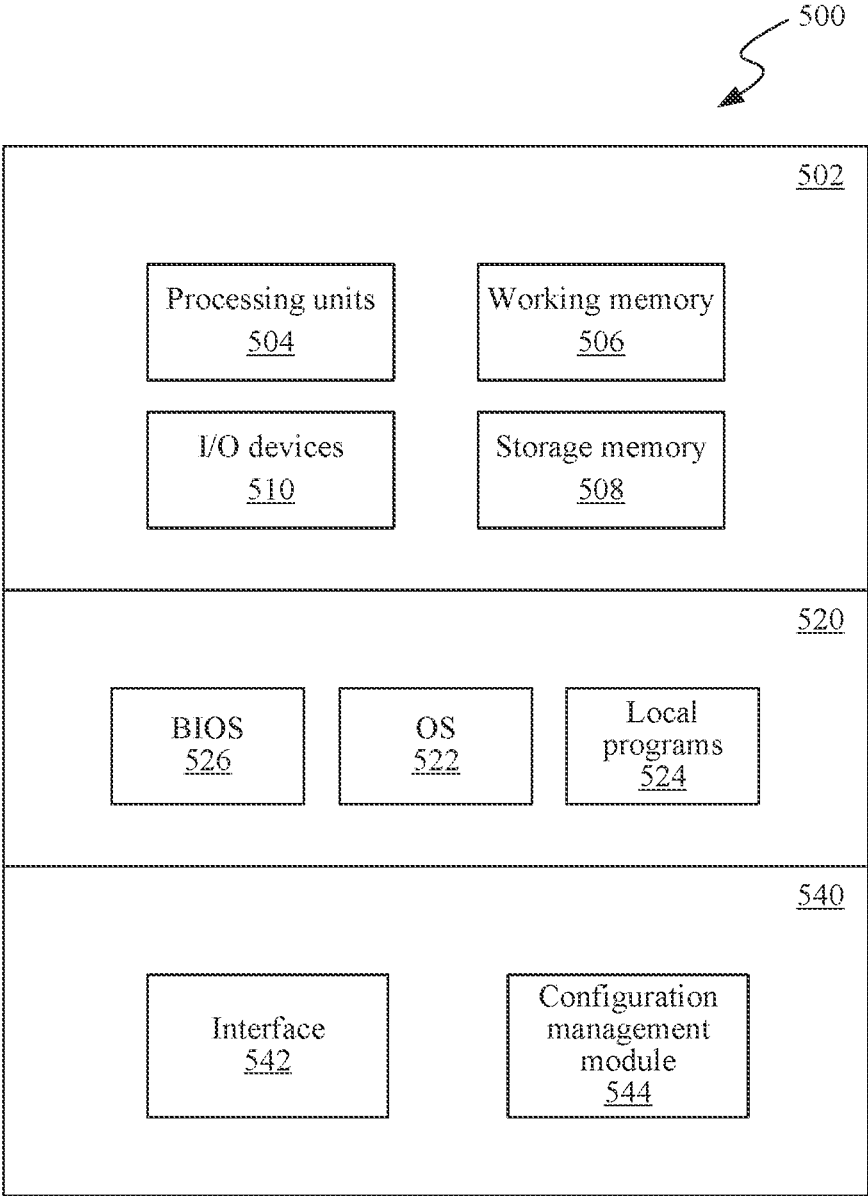 500
502
Processing units
504
Working memory
506
I/O devices
510
Storage memory
508
520
BIOS
526
OS
522
Local
programs
524
540
Interface
542
Configuration
management
module
544